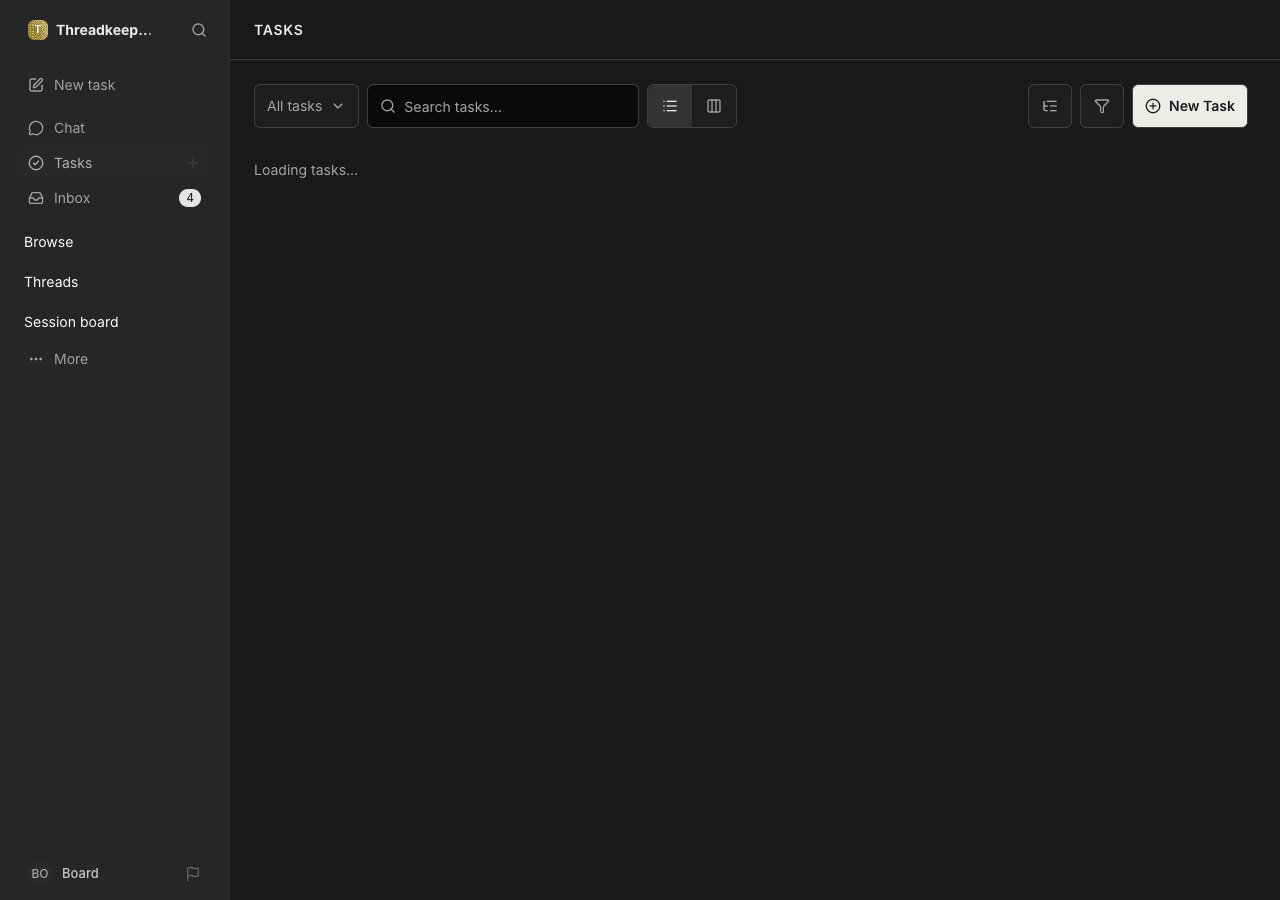 T Threadkeep...
TASKS
New task
All tasks
Search tasks...
New Task
Chat
Tasks
Loading tasks...
Inbox 4
Browse
Threads
Session board
More
BO Board